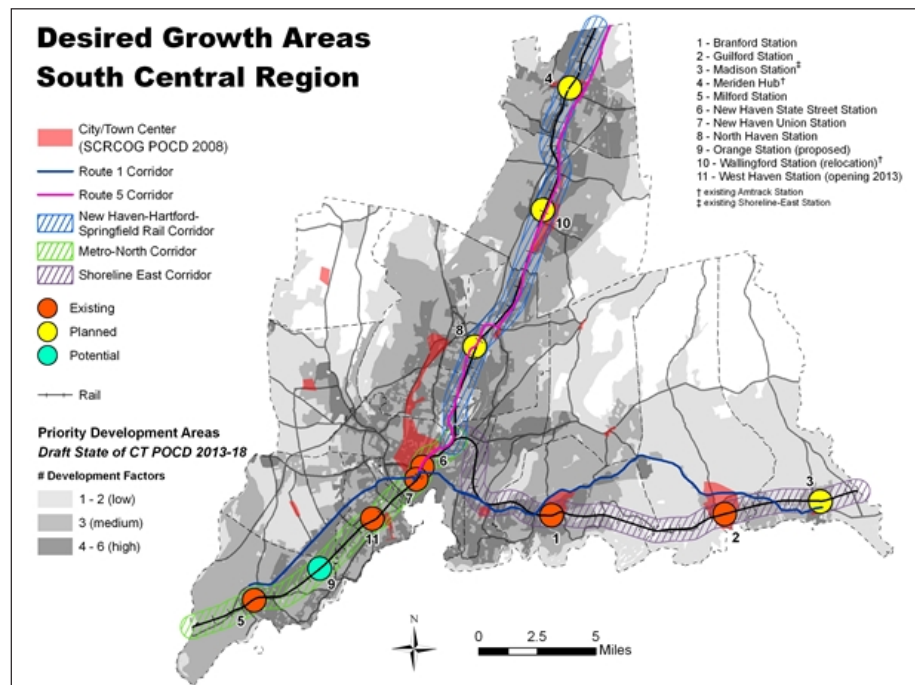 Desired Growth Areas
South Central Region
City/Town Center
(SCRCOG POCD 2008)
Route 1 Corridor
Route 5 Corridor
New Haven-Hartford-
Springfield Rail Corridor
Metro-North Corridor
Shoreline East Corridor
Existing
Planned
Potential
Rail
Priority Development Areas
Draft State of CT POCD 2013-18
# Development Factors
1 - 2 (low)
3 (medium)
4 - 6 (high)
1 - Branford Station
2 - Guilford Station
3 - Madison Station‡
4 - Meriden Hub†
5 - Milford Station
6 - New Haven State Street Station
7 - New Haven Union Station
8 - North Haven Station
9 - Orange Station (proposed)
10 - Wallingford Station (relocation)†
11 - West Haven Station (opening 2013)
† existing Amtrack Station
‡ existing Shoreline-East Station
4
10
8
6
7
3
11
1
2
9
5
N
0 2.5 5
Miles